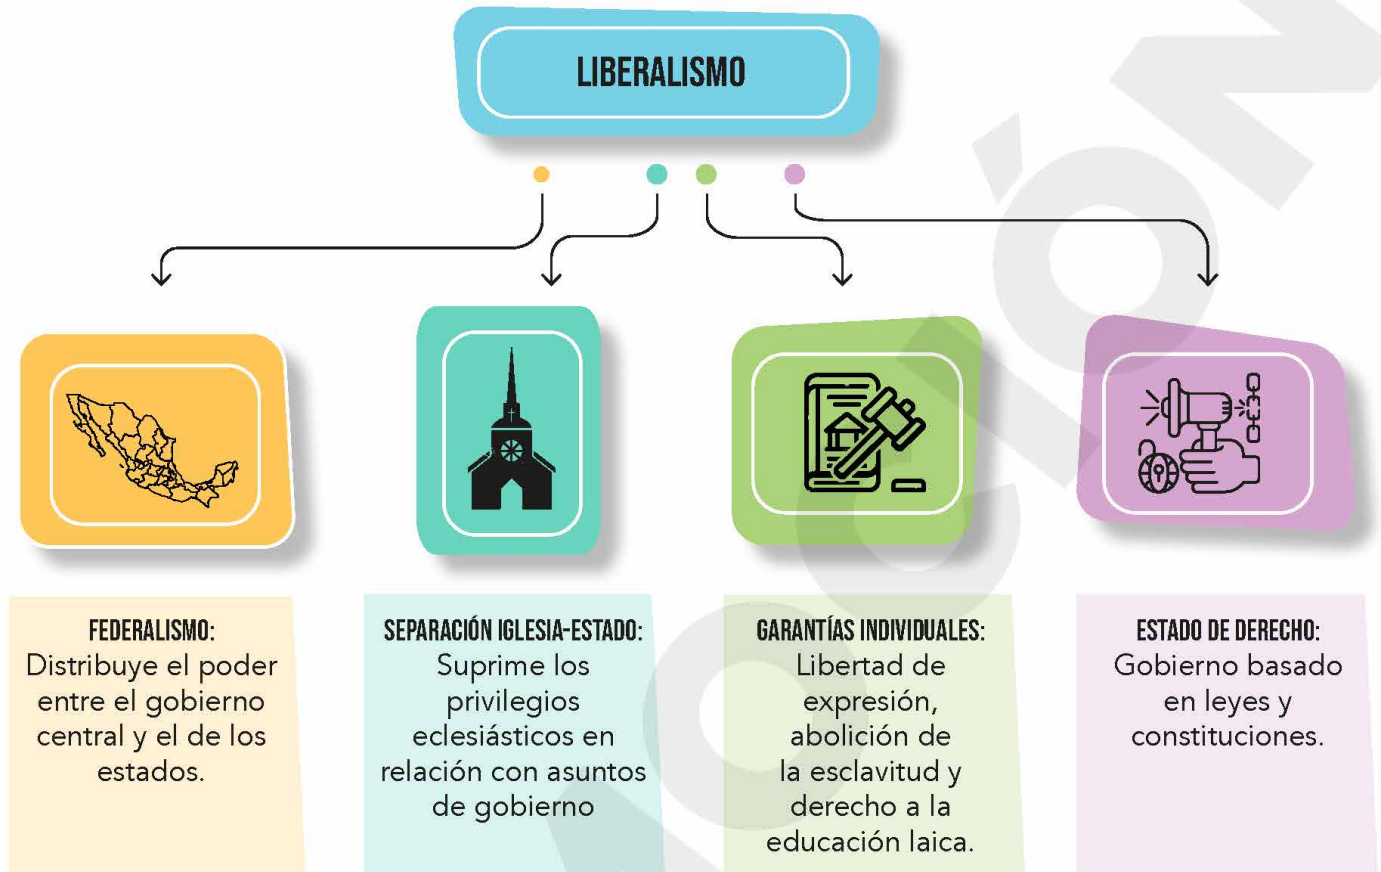 LIBERALISMO
FEDERALISMO:
Distribuye el poder
entre el gobierno
central y el de los
estados.
SEPARACIÓN IGLESIA-ESTADO:
Suprime los
privilegios
eclesiásticos en
relación con asuntos
de gobierno
GARANTÍAS INDIVIDUALES:
Libertad de
expresión,
abolición de
la esclavitud y
derecho a la
educación laica.
ESTADO DE DERECHO:
Gobierno basado
en leyes y
constituciones.